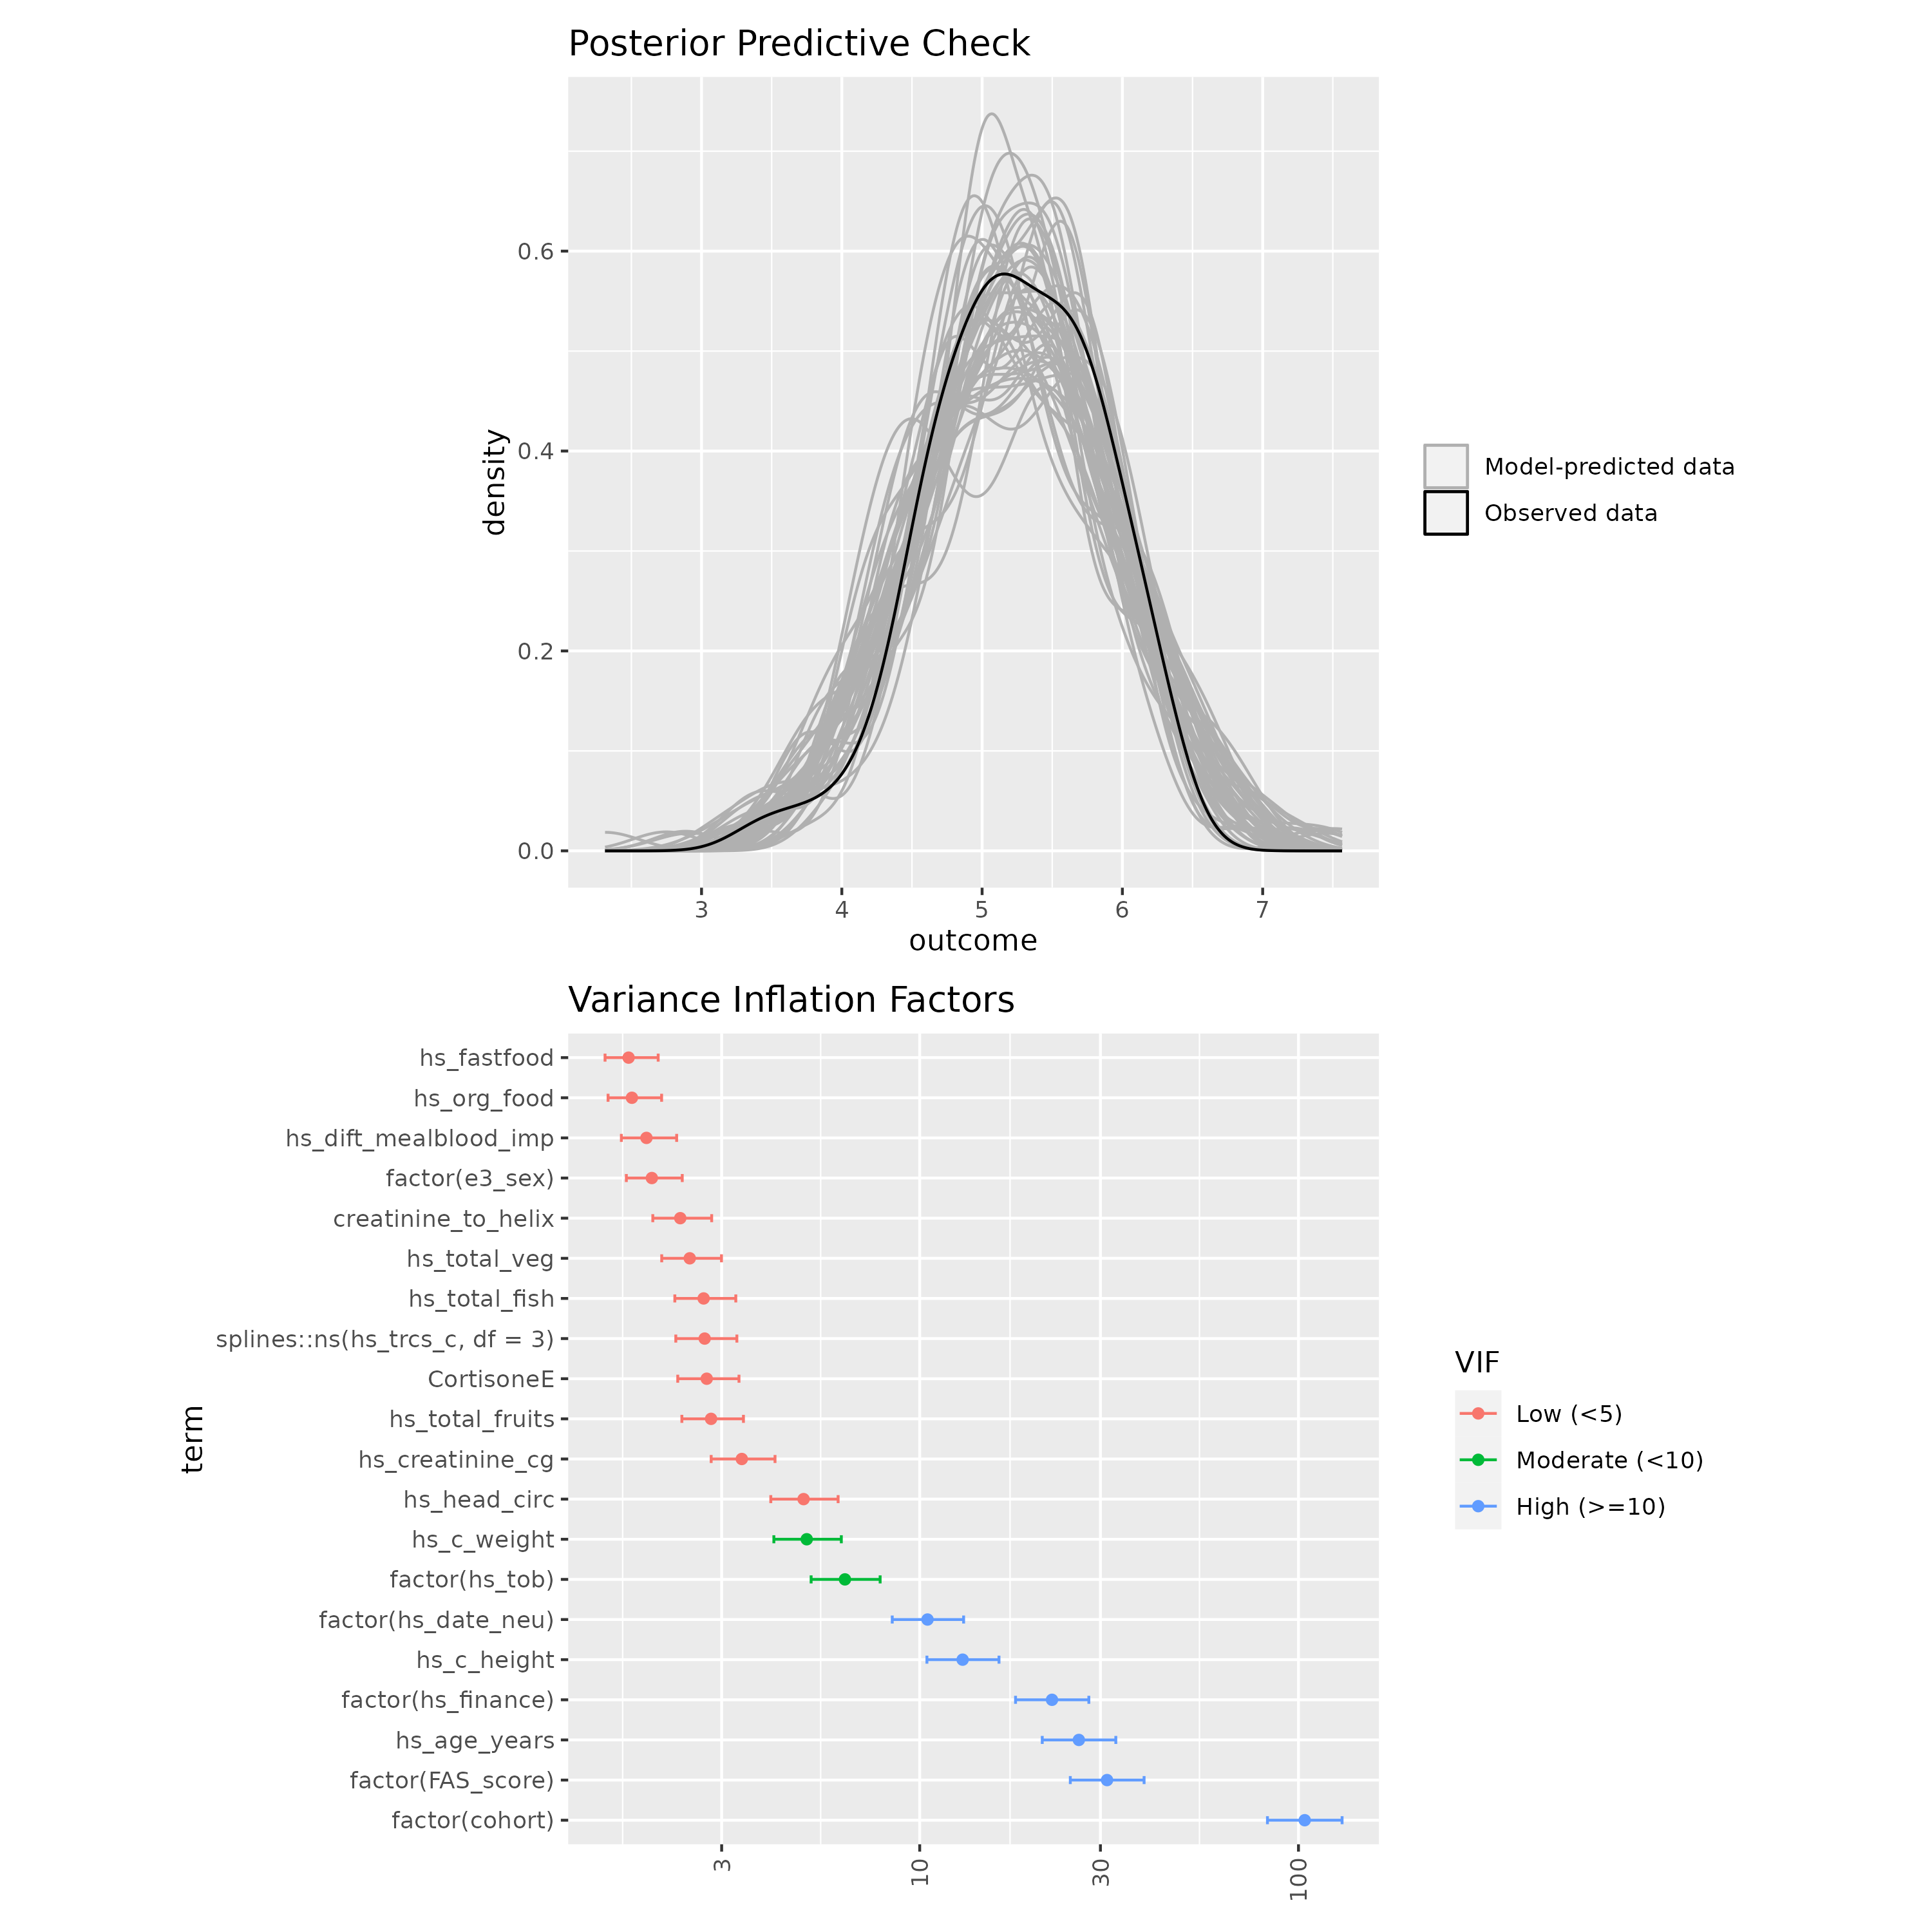 Posterior Predictive Check
density
0.6
0.4
0.2
0.0
3 4 5 6 7
outcome
Model-predicted data
Observed data
Variance Inflation Factors
term
hs_fastfood
hs_org_food
hs_dift_mealblood_imp
factor(e3_sex)
creatinine_to_helix
hs_total_veg
hs_total_fish
splines::ns(hs_trcs_c, df = 3)
CortisoneE
hs_total_fruits
hs_creatinine_cg
hs_head_circ
hs_c_weight
factor(hs_tob)
factor(hs_date_neu)
hs_c_height
factor(hs_finance)
hs_age_years
factor(FAS_score)
factor(cohort)
3 10 30 100
VIF
Low (<5)
Moderate (<10)
High (>=10)